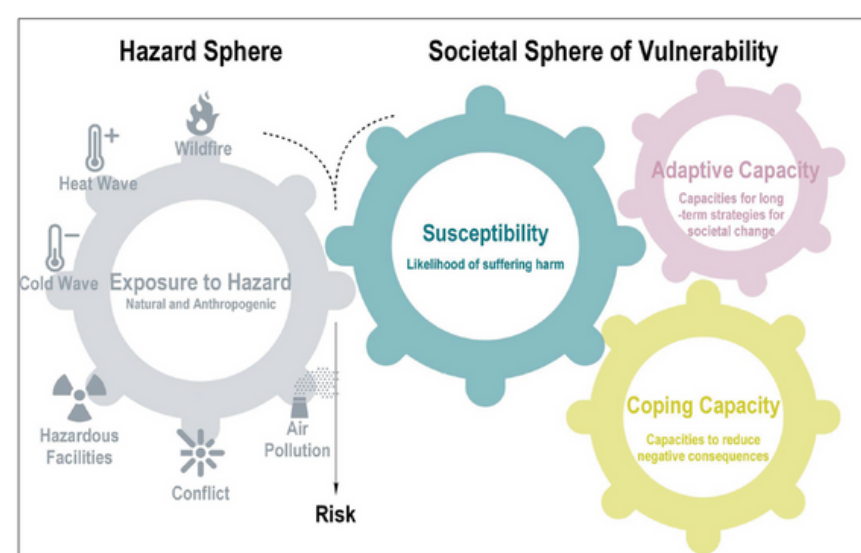 Hazard Sphere
Societal Sphere of Vulnerability
Wildfire
Heat Wave
Cold Wave
Exposure to Hazard
Natural and Anthropogenic
Hazardous
Facilities
Conflict
Air
Pollution
Risk
Susceptibility
Likelihood of suffering harm
Adaptive Capacity
Capacities for long
-term strategies for
societal change
Coping Capacity
Capacities to reduce
negative consequences